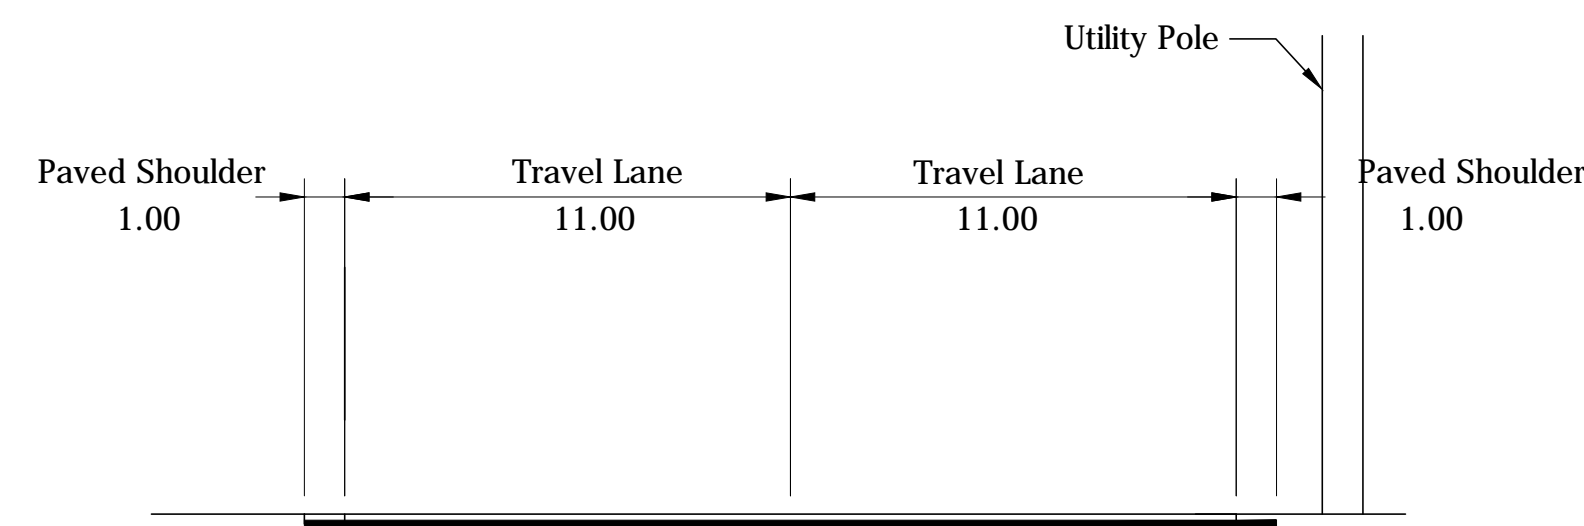 Utility Pole
Paved Shoulder
1.00
Travel Lane
11.00
Travel Lane
11.00
Paved Shoulder
1.00